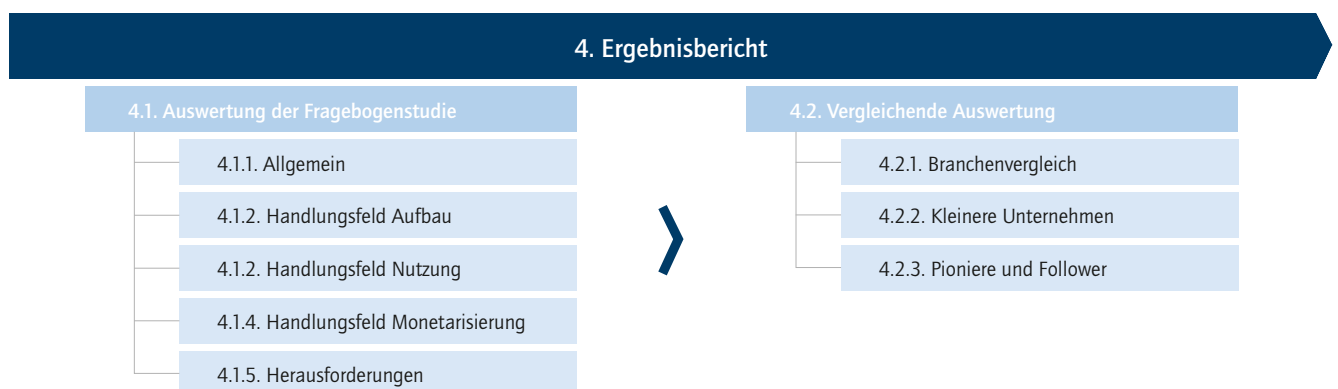 4. Ergebnisbericht
4.1. Auswertung der Fragebogenstudie
4.1.1. Allgemein
4.1.2. Handlungsfeld Aufbau
4.1.2. Handlungsfeld Nutzung
4.1.4. Handlungsfeld Monetarisierung
4.1.5. Herausforderungen
4.2. Vergleichende Auswertung
4.2.1. Branchenvergleich
4.2.2. Kleinere Unternehmen
4.2.3. Pioniere und Follower